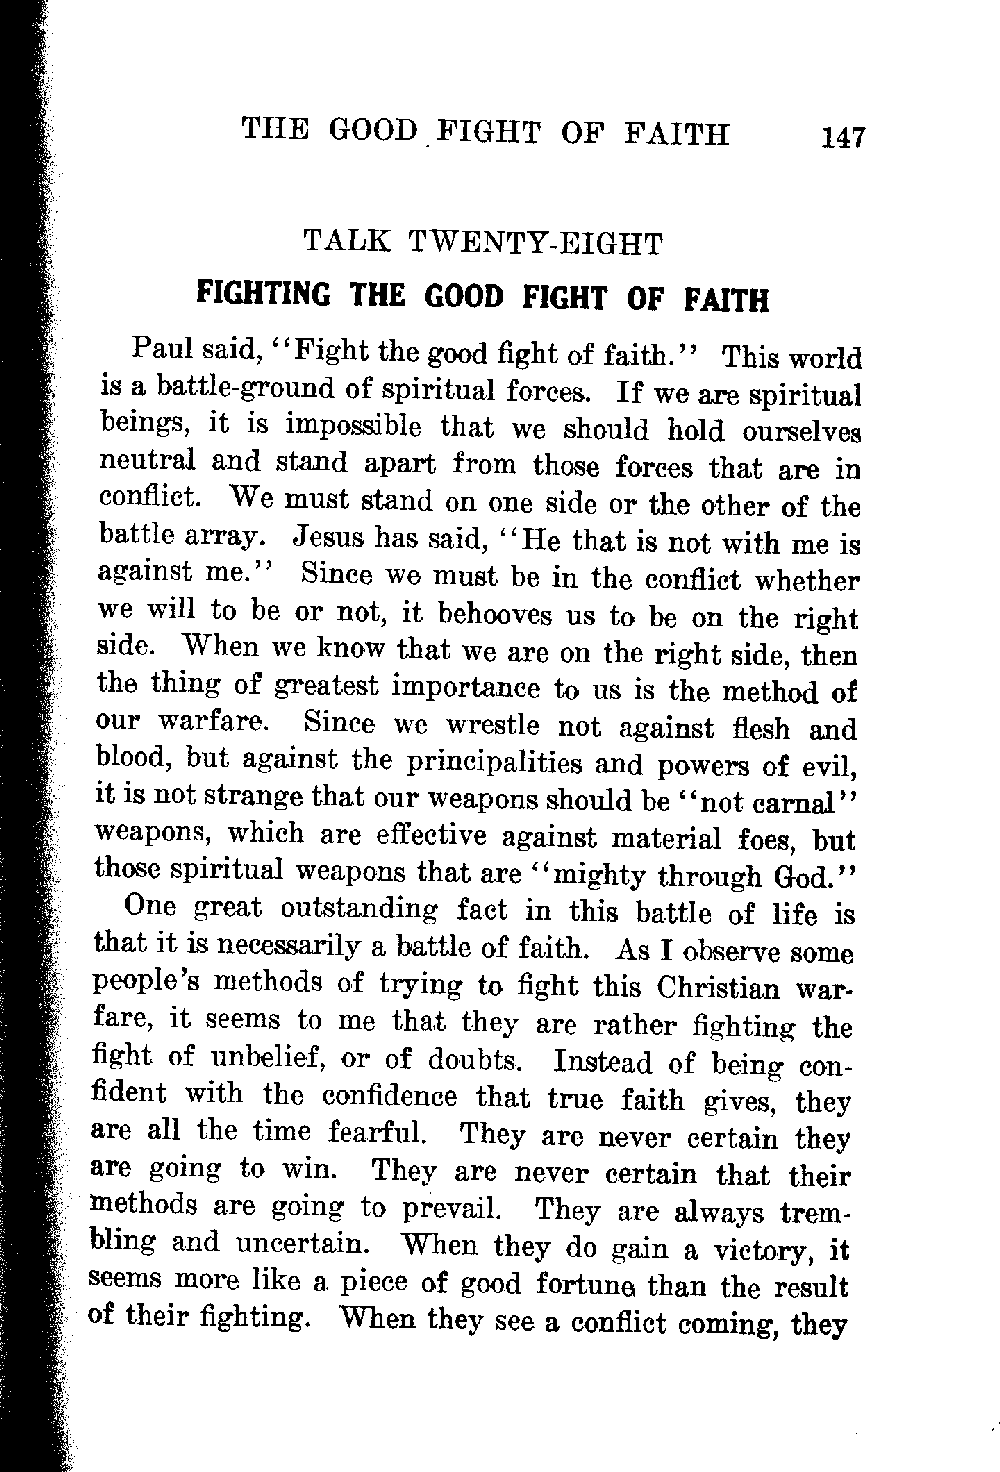 THE GOOD FIGHT OF FAITH 147
TALK TWENTY-EIGHT
FIGHTING THE GOOD FIGHT OF FAITH
Paul said, “Fight the good fight of faith.” This world
is a battle-ground of spiritual forces. If we are spiritual
beings, it is impossible that we should hold ourselves
neutral and stand apart from those forces that are in
conflict. We must stand on one side or the other of the
battle array. Jesus has said, “He that is not with me is
against me.” Since we must be in the conflict whether
we will to be or not, it behooves us to be on the right
side. When we know that we are on the right side, then
the thing of greatest importance to us is the method of
our warfare. Since we wrestle not against flesh and
blood, but against the principalities and powers of evil,
it is not strange that our weapons should be “not carnal”
weapons, which are effective against material foes, but
those spiritual weapons that are “mighty through God.”
One great outstanding fact in this battle of life is
that it is necessarily a battle of faith. As I observe some
people’s methods of trying to fight this Christian war-
fare, it seems to me that they are rather fighting the
fight of unbelief, or of doubts. Instead of being con-
fident with the confidence that true faith gives, they
are all the time fearful. They are never certain they
are going to win. They are never certain that their
methods are going to prevail. They are always trem-
bling and uncertain. When they do gain a victory, it
seems more like a piece of good fortune than the result
of their fighting. When they see a conflict coming, they